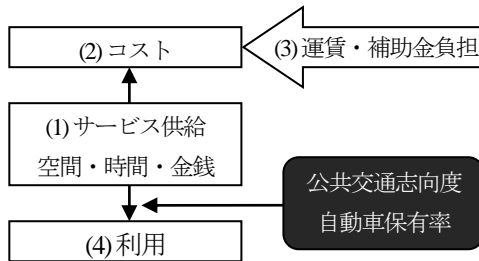 (2) コスト
(3) 運賃・補助金負担
(1) サービス供給
空間・時間・金銭
公共交通志向度
自動車保有率
(4) 利用